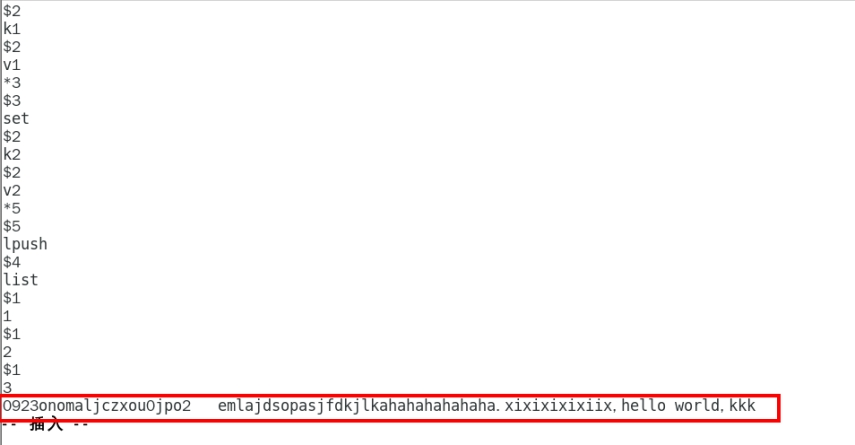 $2
k1
$2
v1
*3
$3
set
$2
k2
$2
v2
*5
$5
lpush
$4
list
$1
1
$1
2
$1
3
0923onomaljczxou0jpo2   emlajdsopasjfdkjlkahahahahahaha.xixixixixiix,hello world,kkk
-- 插入 --